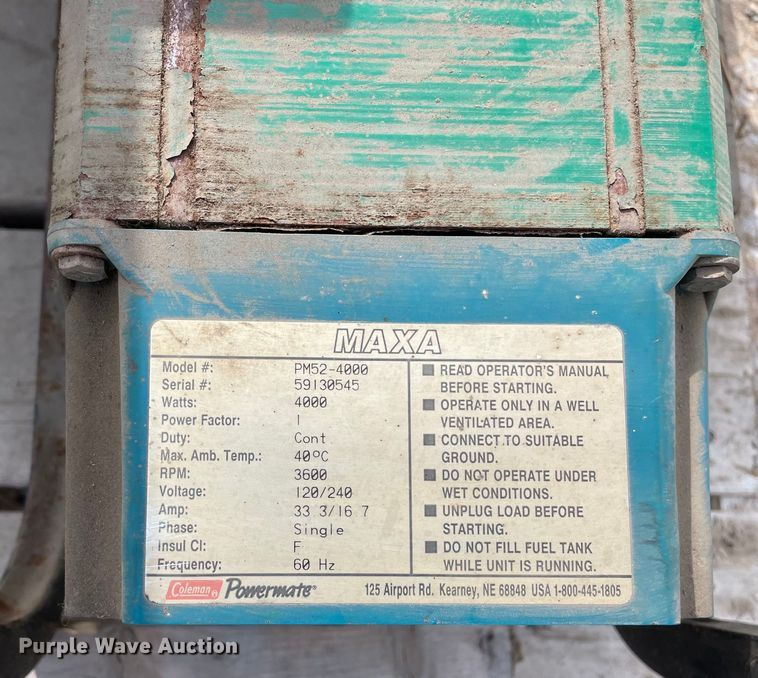 MAXA
Model #: PM52-4000
Serial #: 59130545
Watts: 4000
Power Factor: 1
Duty: Cont
Max. Amb. Temp.: 40°C
RPM: 3600
Voltage: 120/240
Amp: 33 3/16 7
Phase: Single
Insul Cl: F
Frequency: 60 Hz
■ READ OPERATOR'S MANUAL
BEFORE STARTING.
■ OPERATE ONLY IN A WELL
VENTILATED AREA.
■ CONNECT TO SUITABLE
GROUND.
■ DO NOT OPERATE UNDER
WET CONDITIONS.
■ UNPLUG LOAD BEFORE
STARTING.
■ DO NOT FILL FUEL TANK
WHILE UNIT IS RUNNING.
Coleman® Powermate® 125 Airport Rd. Kearney, NE 68848 USA 1-800-445-1805
Purple Wave Auction